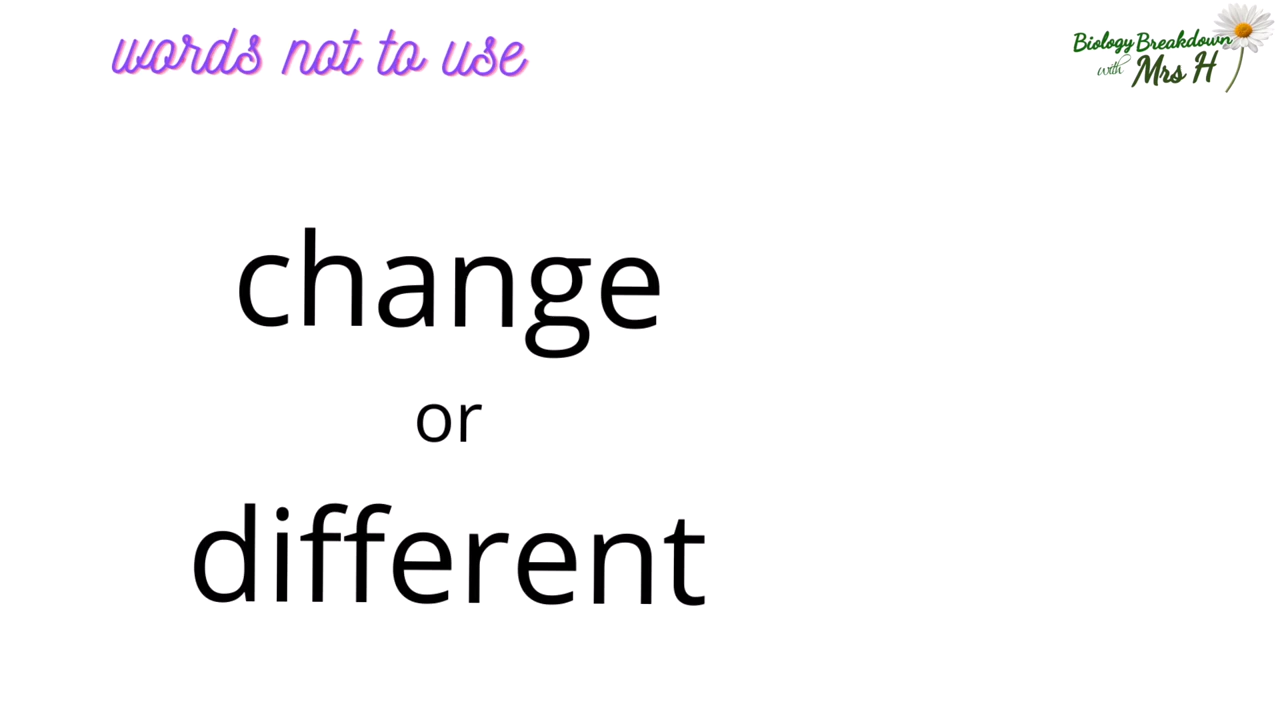 words not to use
Biology Breakdown
with Mrs H
change
or
different